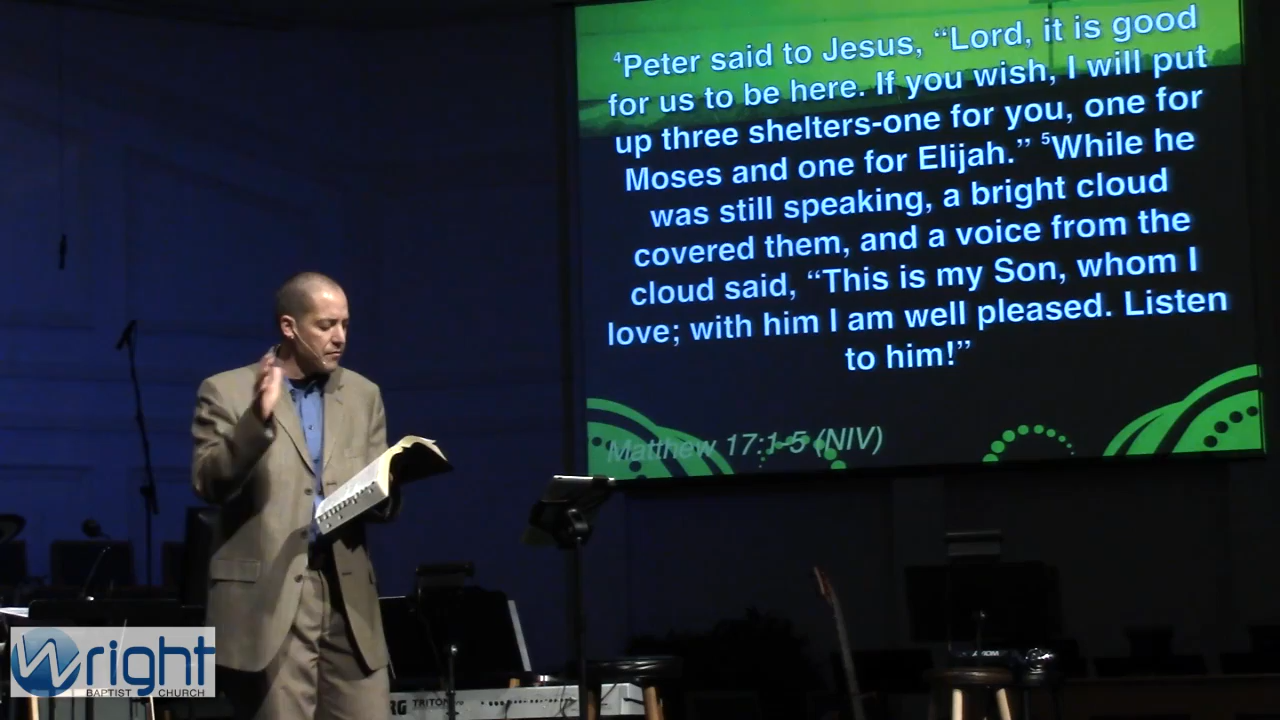 ⁴Peter said to Jesus, “Lord, it is good
for us to be here. If you wish, I will put
up three shelters-one for you, one for
Moses and one for Elijah.” ⁵While he
was still speaking, a bright cloud
covered them, and a voice from the
cloud said, “This is my Son, whom I
love; with him I am well pleased. Listen
to him!”
Matthew 17:1-5 (NIV)
wright
BAPTIST CHURCH
RG TRITON